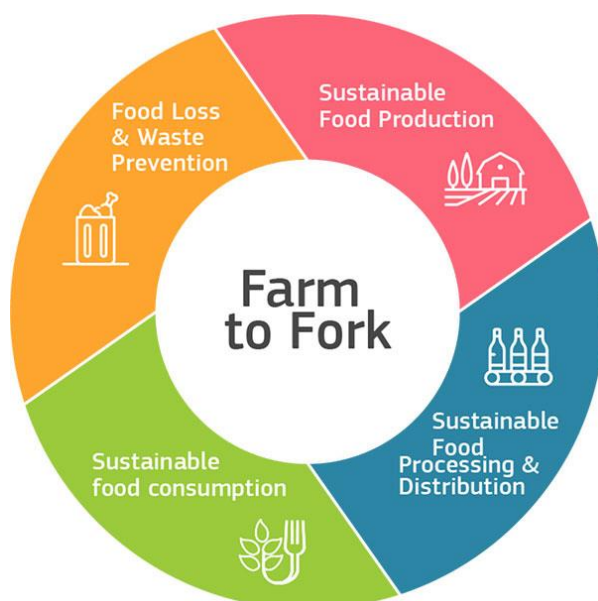 Farm
to Fork
Sustainable
Food Production
Sustainable
Food
Processing &
Distribution
Sustainable
food consumption
Food Loss
& Waste
Prevention